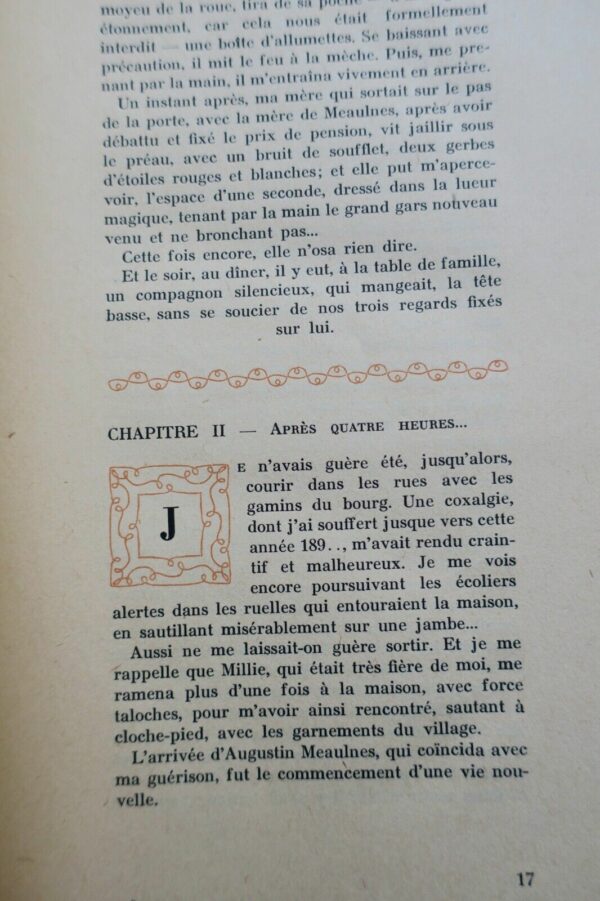 moyeu de la roue, tira de sa poche — à mon
étonnement, car cela nous était formellement
interdit — une boîte d'allumettes. Se baissant avec
précaution, il mit le feu à la mèche. Puis, me pre-
nant par la main, il m'entraîna vivement en arrière.
Un instant après, ma mère qui sortait sur le pas
de la porte, avec la mère de Meaulnes, après avoir
débattu et fixé le prix de pension, vit jaillir sous
le préau, avec un bruit de soufflet, deux gerbes
d'étoiles rouges et blanches; et elle put m'aperce-
voir, l'espace d'une seconde, dressé dans la lueur
magique, tenant par la main le grand gars nouveau
venu et ne bronchant pas...
Cette fois encore, elle n'osa rien dire.
Et le soir, au dîner, il y eut, à la table de famille,
un compagnon silencieux, qui mangeait, la tête
basse, sans se soucier de nos trois regards fixés
sur lui.
CHAPITRE II — APRÈS QUATRE HEURES...
JE n'avais guère été, jusqu'alors,
courir dans les rues avec les
gamins du bourg. Une coxalgie,
dont j'ai souffert jusque vers cette
année 189.., m'avait rendu crain-
tif et malheureux. Je me vois
encore poursuivant les écoliers
alertes dans les ruelles qui entouraient la maison,
en sautillant misérablement sur une jambe...
Aussi ne me laissait-on guère sortir. Et je me
rappelle que Millie, qui était très fière de moi, me
ramena plus d'une fois à la maison, avec force
taloches, pour m'avoir ainsi rencontré, sautant à
cloche-pied, avec les garnements du village.
L'arrivée d'Augustin Meaulnes, qui coïncida avec
ma guérison, fut le commencement d'une vie nou-
velle.
17